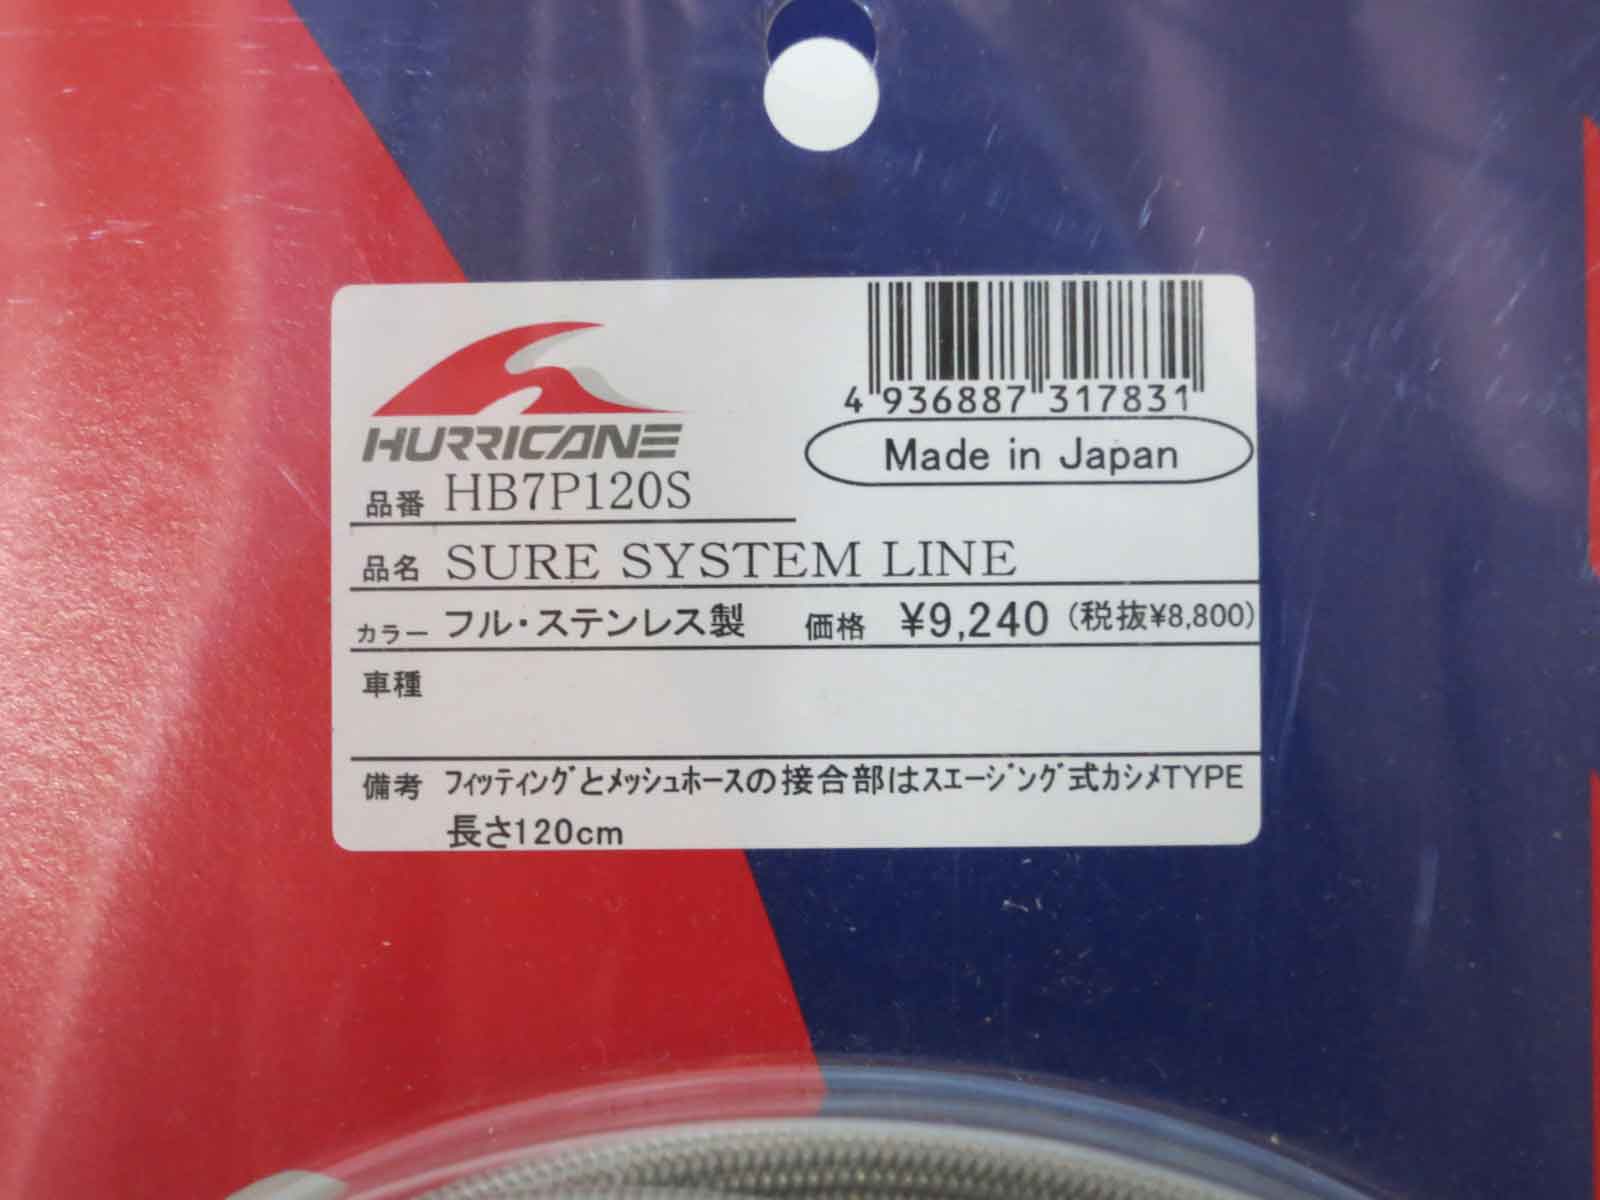 4 936887 317831
HURRICANE
Made in Japan
品番 HB7P120S
品名 SURE SYSTEM LINE
カラー フル・ステンレス製 価格 ¥9,240 (税抜¥8,800)
車種
備考 ﾌｨｯﾃｨﾝｸﾞとﾒｯｼｭﾎｰｽの接合部はｽｴｰｼﾞﾝｸﾞ式ｶｼﾒTYPE
長さ120cm